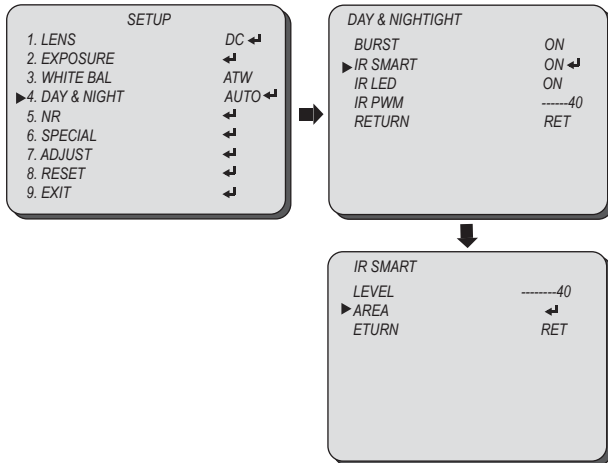 SETUP
1. LENS DC
2. EXPOSURE
3. WHITE BAL ATW
4. DAY & NIGHT AUTO
5. NR
6. SPECIAL
7. ADJUST
8. RESET
9. EXIT
DAY & NIGHTIGHT
BURST ON
IR SMART ON
IR LED ON
IR PWM ------40
RETURN RET
IR SMART
LEVEL --------40
AREA
ETURN RET